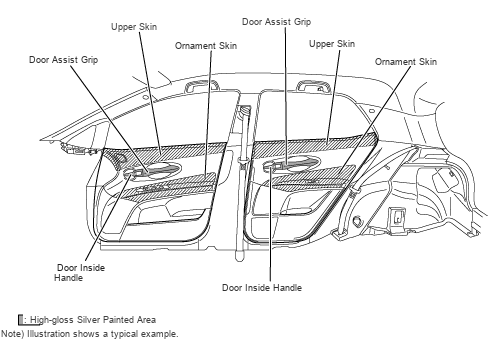 Door Assist Grip
Upper Skin
Upper Skin
Ornament Skin
Door Assist Grip
Ornament Skin
Door Inside
Handle
Door Inside Handle
: High-gloss Silver Painted Area
Note) Illustration shows a typical example.